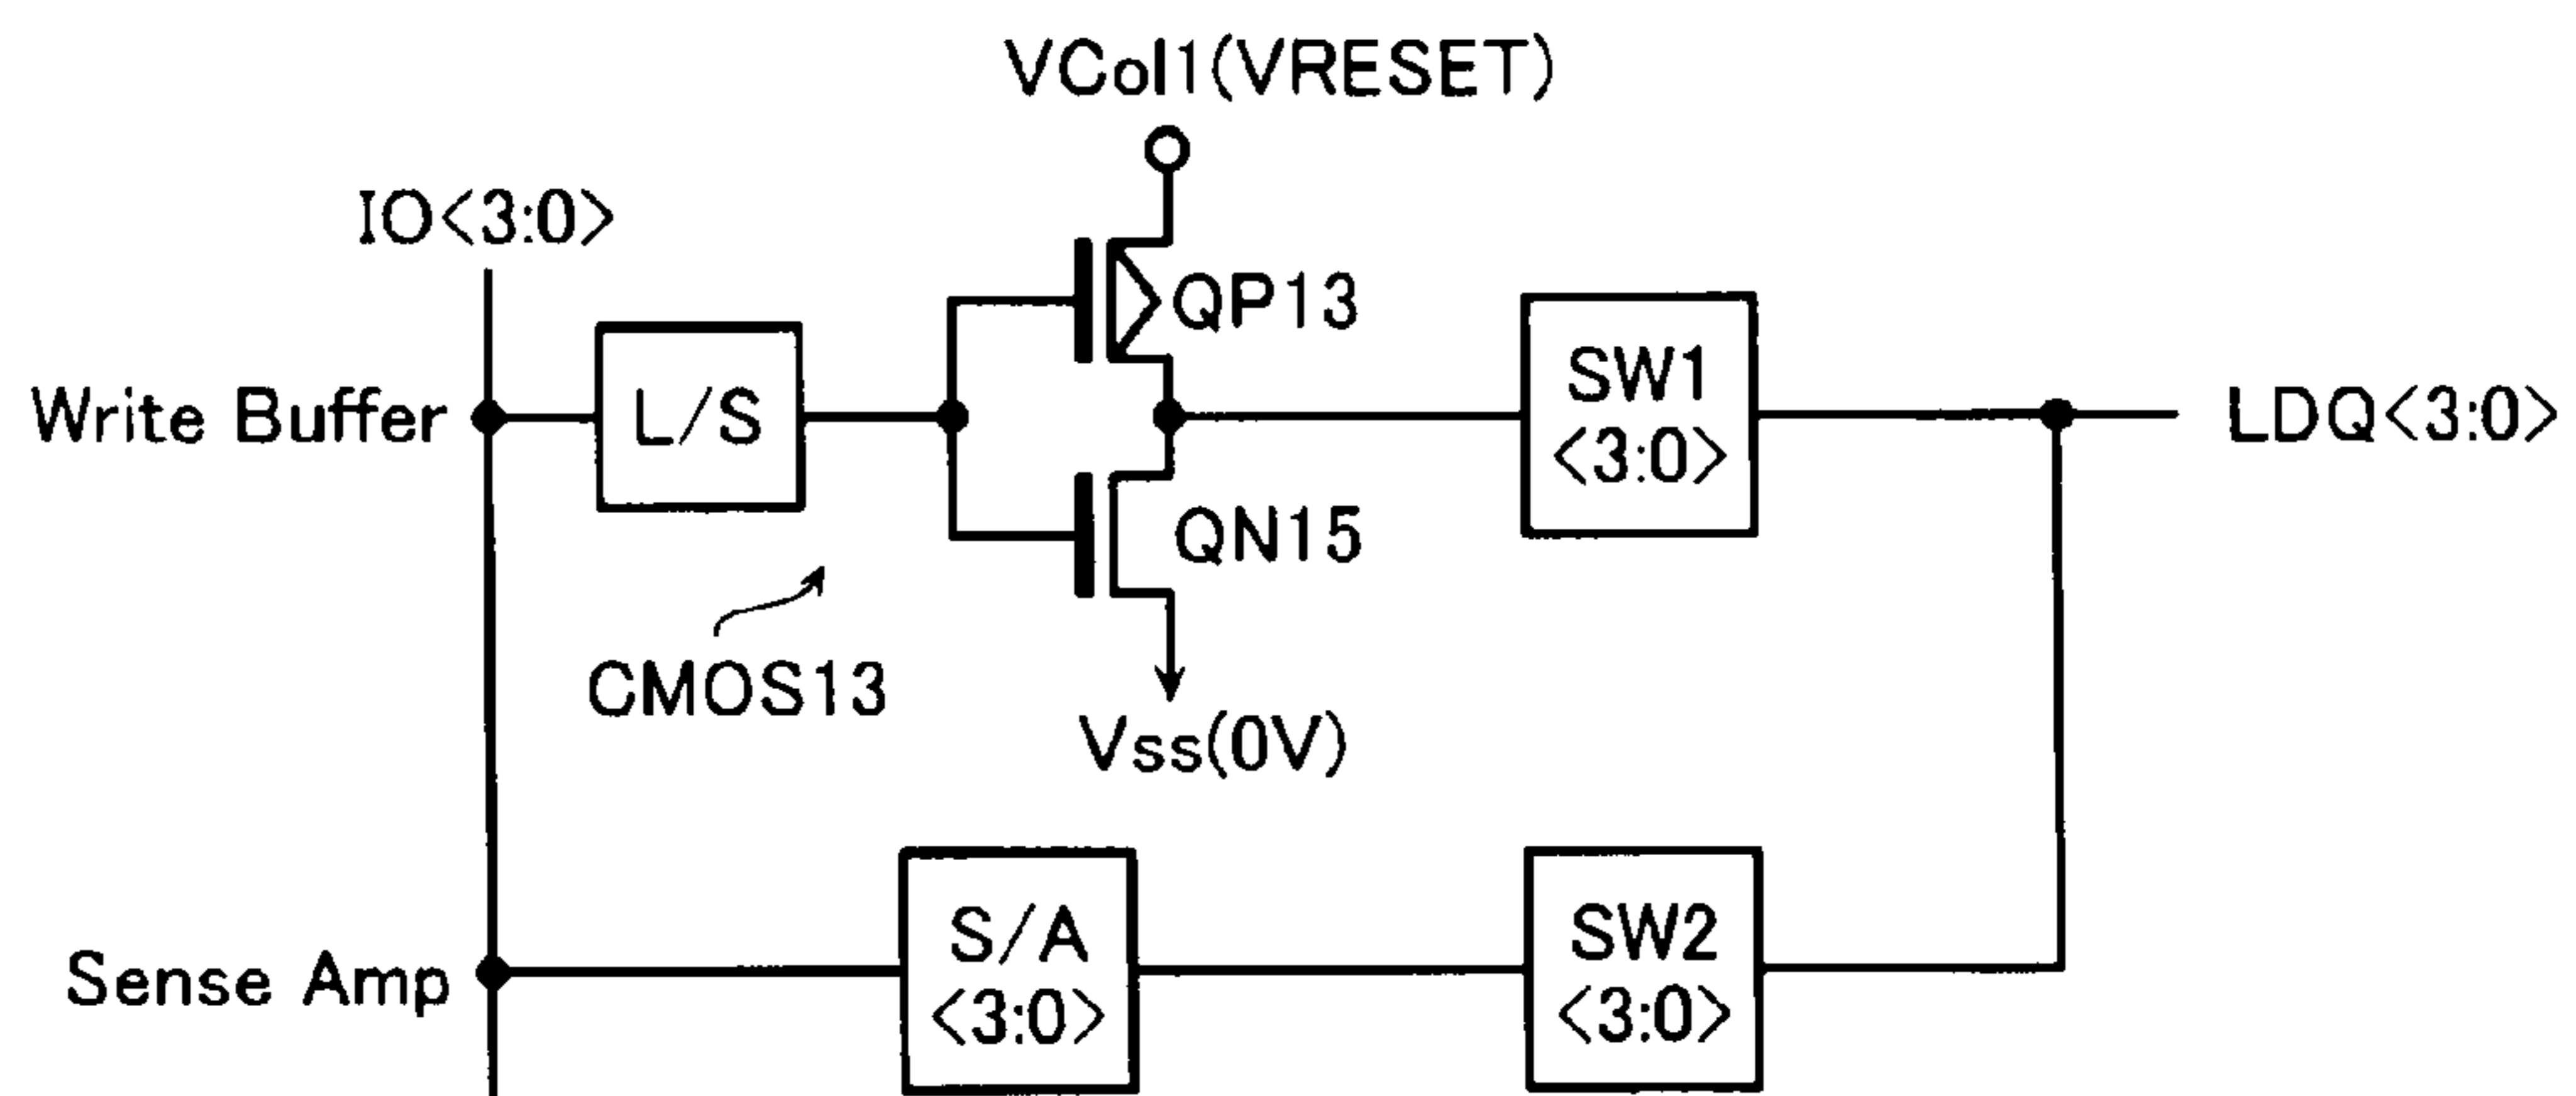 VCol1(VRESET)
IO<3:0>
QP13
Write Buffer
L/S
SW1
<3:0>
LDQ<3:0>
QN15
CMOS13
Vss(0V)
Sense Amp
S/A
<3:0>
SW2
<3:0>